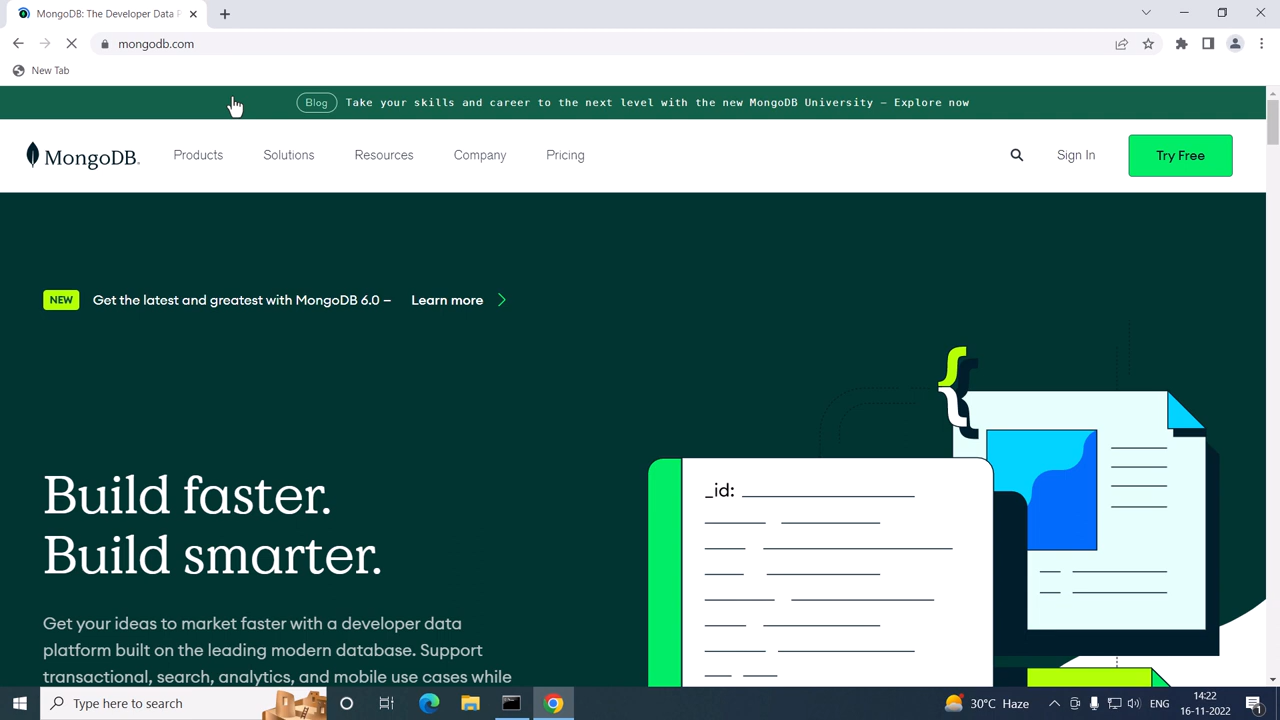 MongoDB: The Developer Data P
mongodb.com
New Tab
Blog Take your skills and career to the next level with the new MongoDB University – Explore now
MongoDB. Products Solutions Resources Company Pricing Sign In Try Free
NEW Get the latest and greatest with MongoDB 6.0 – Learn more
Build faster.
Build smarter.
Get your ideas to market faster with a developer data
platform built on the leading modern database. Support
transactional, search, analytics, and mobile use cases while
_id:
Type here to search
30°C Haze
ENG
14:22
16-11-2022
1